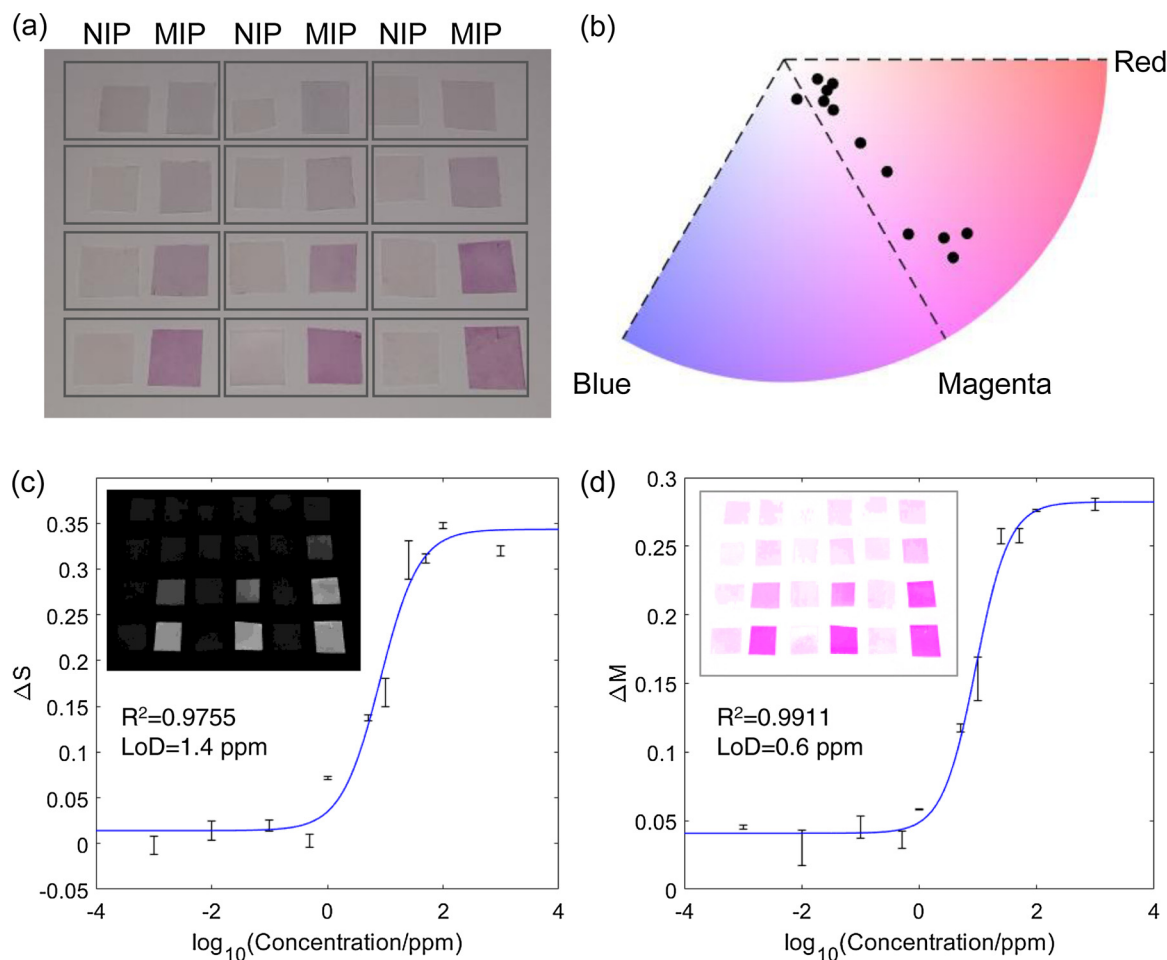 (a)
NIP MIP NIP MIP NIP MIP
(b)
Red
Blue
Magenta
(c)
0.35
0.3
0.25
0.2
0.15
0.1
0.05
0
-0.05
ΔS
R²=0.9755
LoD=1.4 ppm
-4 -2 0 2 4
log₁₀(Concentration/ppm)
(d)
0.3
0.25
0.2
0.15
0.1
0.05
0
ΔM
R²=0.9911
LoD=0.6 ppm
-4 -2 0 2 4
log₁₀(Concentration/ppm)